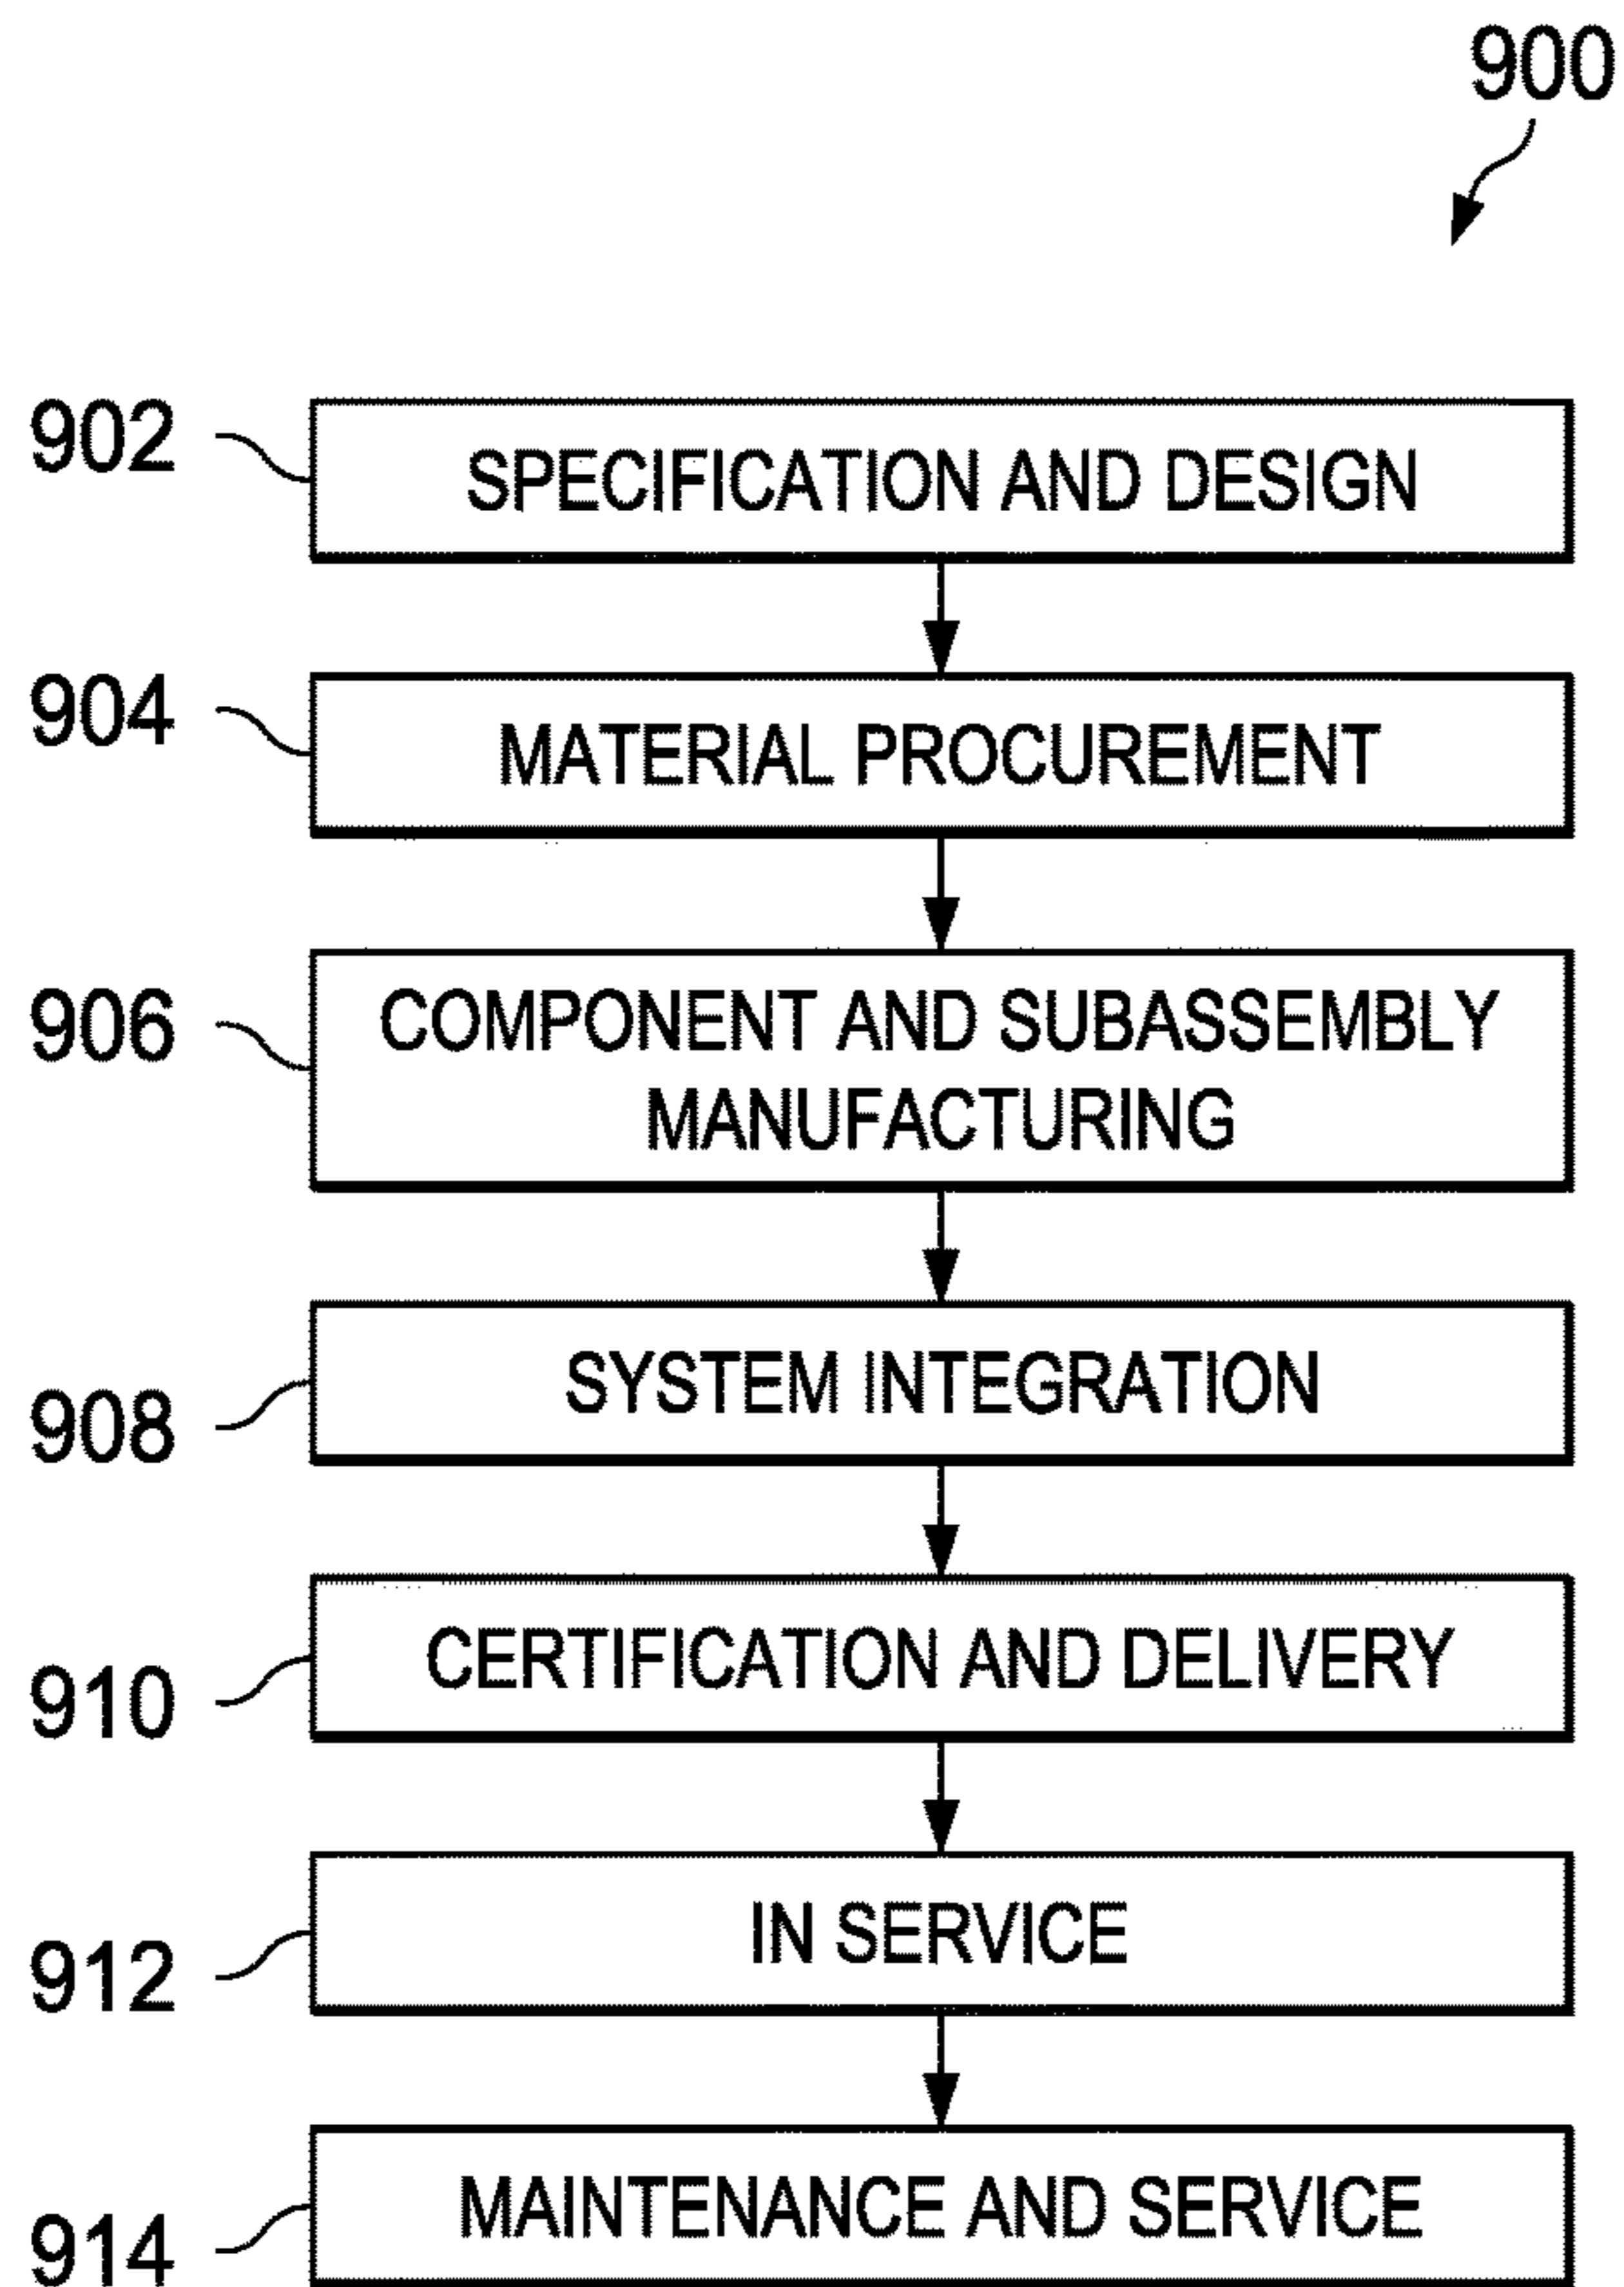 900
902
SPECIFICATION AND DESIGN
904
MATERIAL PROCUREMENT
906
COMPONENT AND SUBASSEMBLY
MANUFACTURING
908
SYSTEM INTEGRATION
910
CERTIFICATION AND DELIVERY
912
IN SERVICE
914
MAINTENANCE AND SERVICE